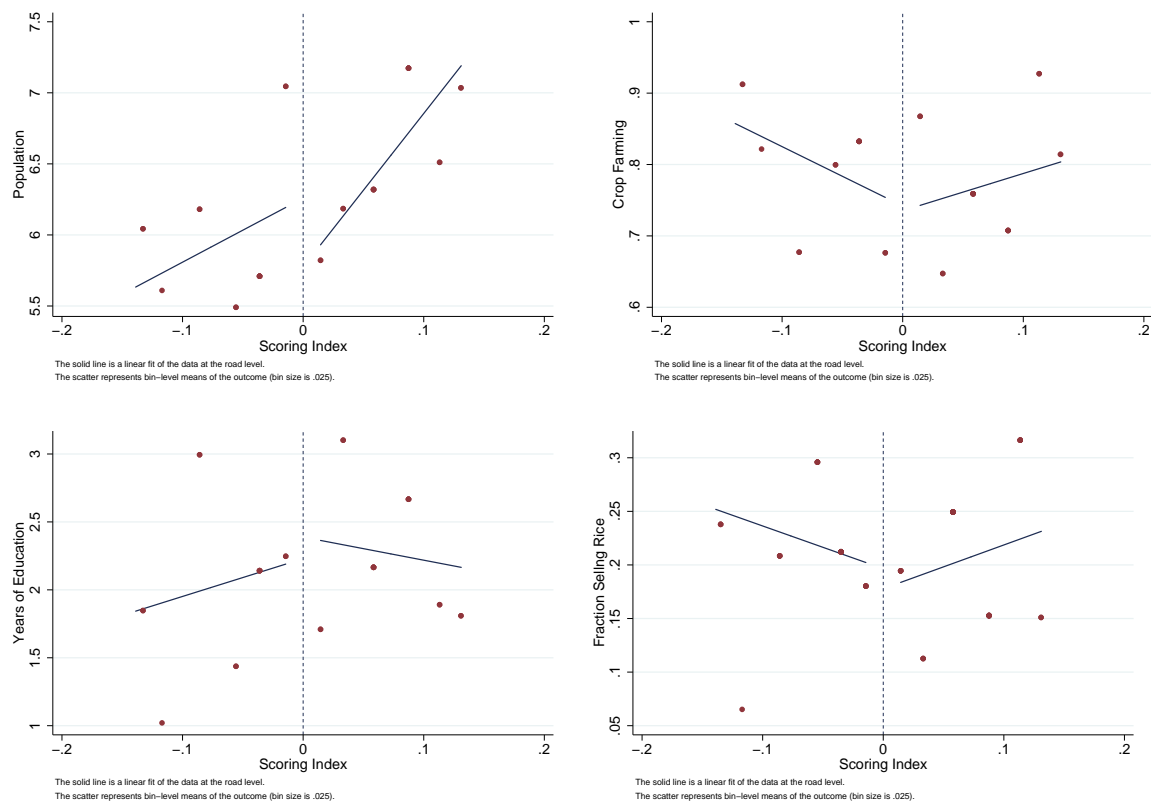 7.5
7
6.5
6
5.5
Population
−.2
−.1
0
.1
.2
Scoring Index
The solid line is a linear fit of the data at the road level.
The scatter represents bin−level means of the outcome (bin size is .025).
1
.9
.8
.7
.6
Crop Farming
−.2
−.1
0
.1
.2
Scoring Index
The solid line is a linear fit of the data at the road level.
The scatter represents bin−level means of the outcome (bin size is .025).
3
2.5
2
1.5
1
Years of Education
−.2
−.1
0
.1
.2
Scoring Index
The solid line is a linear fit of the data at the road level.
The scatter represents bin−level means of the outcome (bin size is .025).
.3
.25
.2
.15
.1
.05
Fraction Sellng Rice
−.2
−.1
0
.1
.2
Scoring Index
The solid line is a linear fit of the data at the road level.
The scatter represents bin−level means of the outcome (bin size is .025).